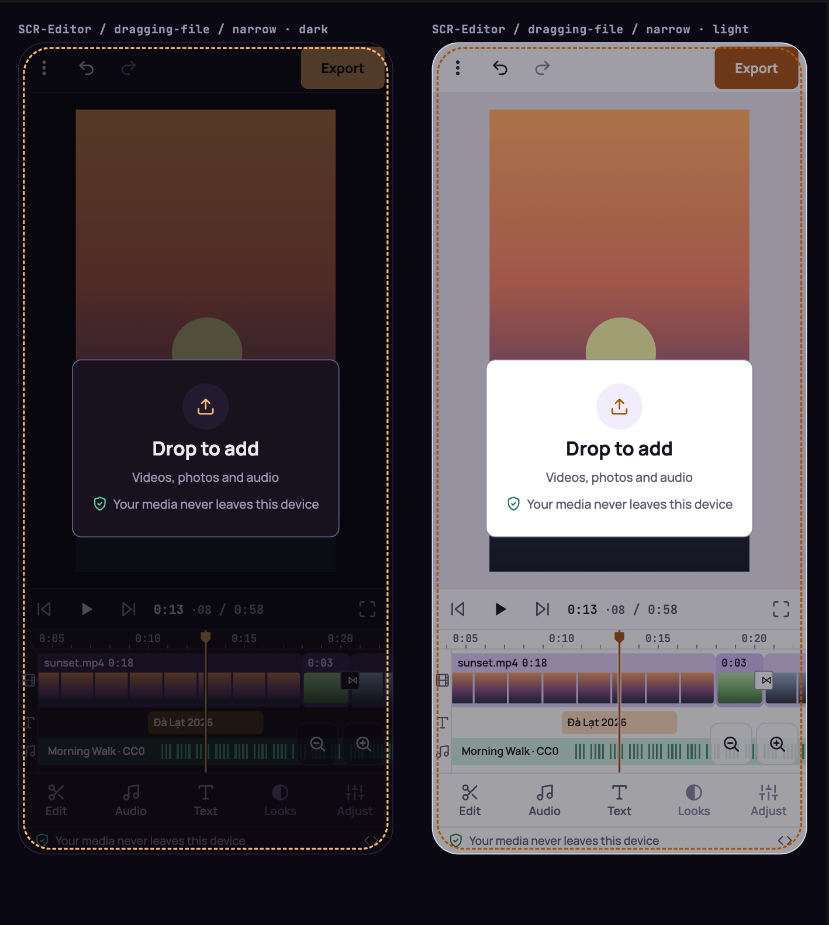 SCR-Editor / dragging-file / narrow · dark
Export
Drop to add
Videos, photos and audio
Your media never leaves this device
0:13 ·08 / 0:58
0:05 0:10 0:15 0:20
sunset.mp4 0:18 0:03
Đà Lạt 2026
Morning Walk · CC0
Edit Audio Text Looks Adjust
Your media never leaves this device
SCR-Editor / dragging-file / narrow · light
Export
Drop to add
Videos, photos and audio
Your media never leaves this device
0:13 ·08 / 0:58
0:05 0:10 0:15 0:20
sunset.mp4 0:18 0:03
Đà Lạt 2026
Morning Walk · CC0
Edit Audio Text Looks Adjust
Your media never leaves this device